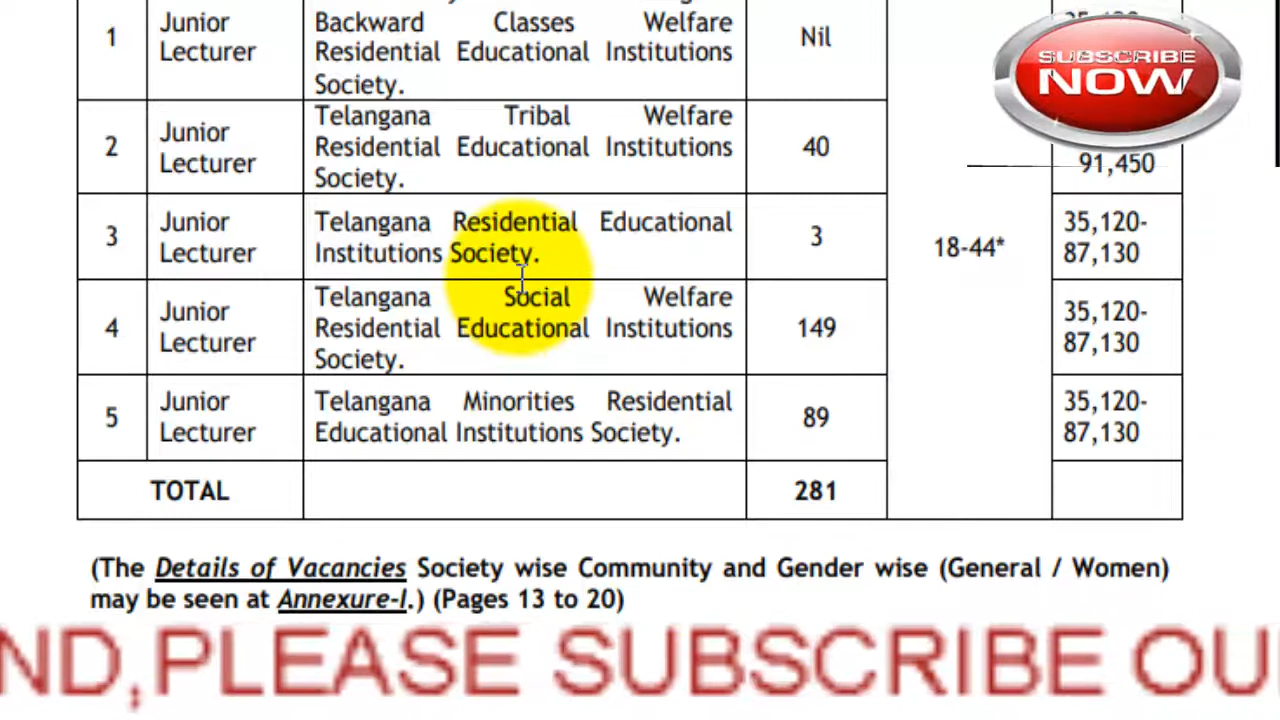 1
Junior
Lecturer
Backward Classes Welfare
Residential Educational Institutions
Society.
Nil
SUBSCRIBE
NOW
2
Junior
Lecturer
Telangana Tribal Welfare
Residential Educational Institutions
Society.
40
91,450
3
Junior
Lecturer
Telangana Residential Educational
Institutions Society.
3
18-44*
35,120-
87,130
4
Junior
Lecturer
Telangana Social Welfare
Residential Educational Institutions
Society.
149
35,120-
87,130
5
Junior
Lecturer
Telangana Minorities Residential
Educational Institutions Society.
89
35,120-
87,130
TOTAL
281
(The Details of Vacancies Society wise Community and Gender wise (General / Women)
may be seen at Annexure-I.) (Pages 13 to 20)
ND,PLEASE SUBSCRIBE OU